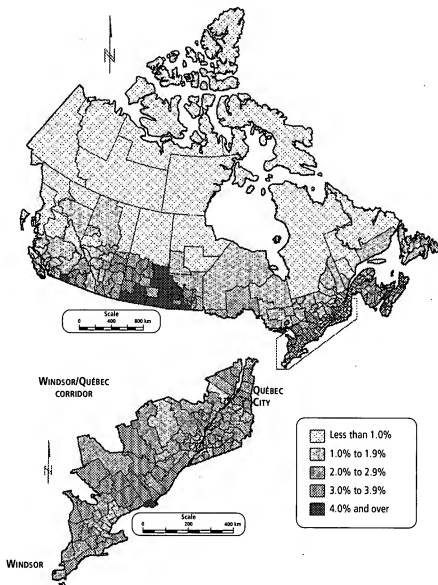 N
Scale
0 400 800 km
WINDSOR/QUÉBEC
CORRIDOR
QUÉBEC
CITY
Less than 1.0%
1.0% to 1.9%
2.0% to 2.9%
3.0% to 3.9%
4.0% and over
Scale
0 200 400 km
WINDSOR